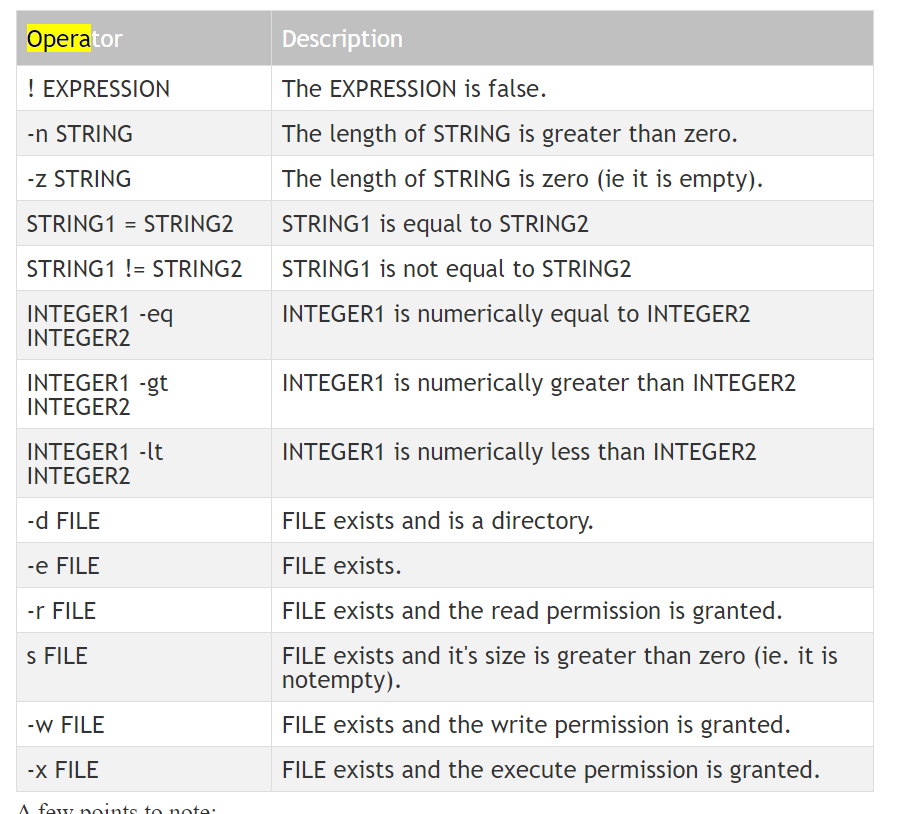 Operator Description
! EXPRESSION The EXPRESSION is false.
-n STRING The length of STRING is greater than zero.
-z STRING The length of STRING is zero (ie it is empty).
STRING1 = STRING2 STRING1 is equal to STRING2
STRING1 != STRING2 STRING1 is not equal to STRING2
INTEGER1 -eq INTEGER1 is numerically equal to INTEGER2
INTEGER2
INTEGER1 -gt INTEGER1 is numerically greater than INTEGER2
INTEGER2
INTEGER1 -lt INTEGER1 is numerically less than INTEGER2
INTEGER2
-d FILE FILE exists and is a directory.
-e FILE FILE exists.
-r FILE FILE exists and the read permission is granted.
s FILE FILE exists and it's size is greater than zero (ie. it is
notempty).
-w FILE FILE exists and the write permission is granted.
-x FILE FILE exists and the execute permission is granted.
A few points to note: